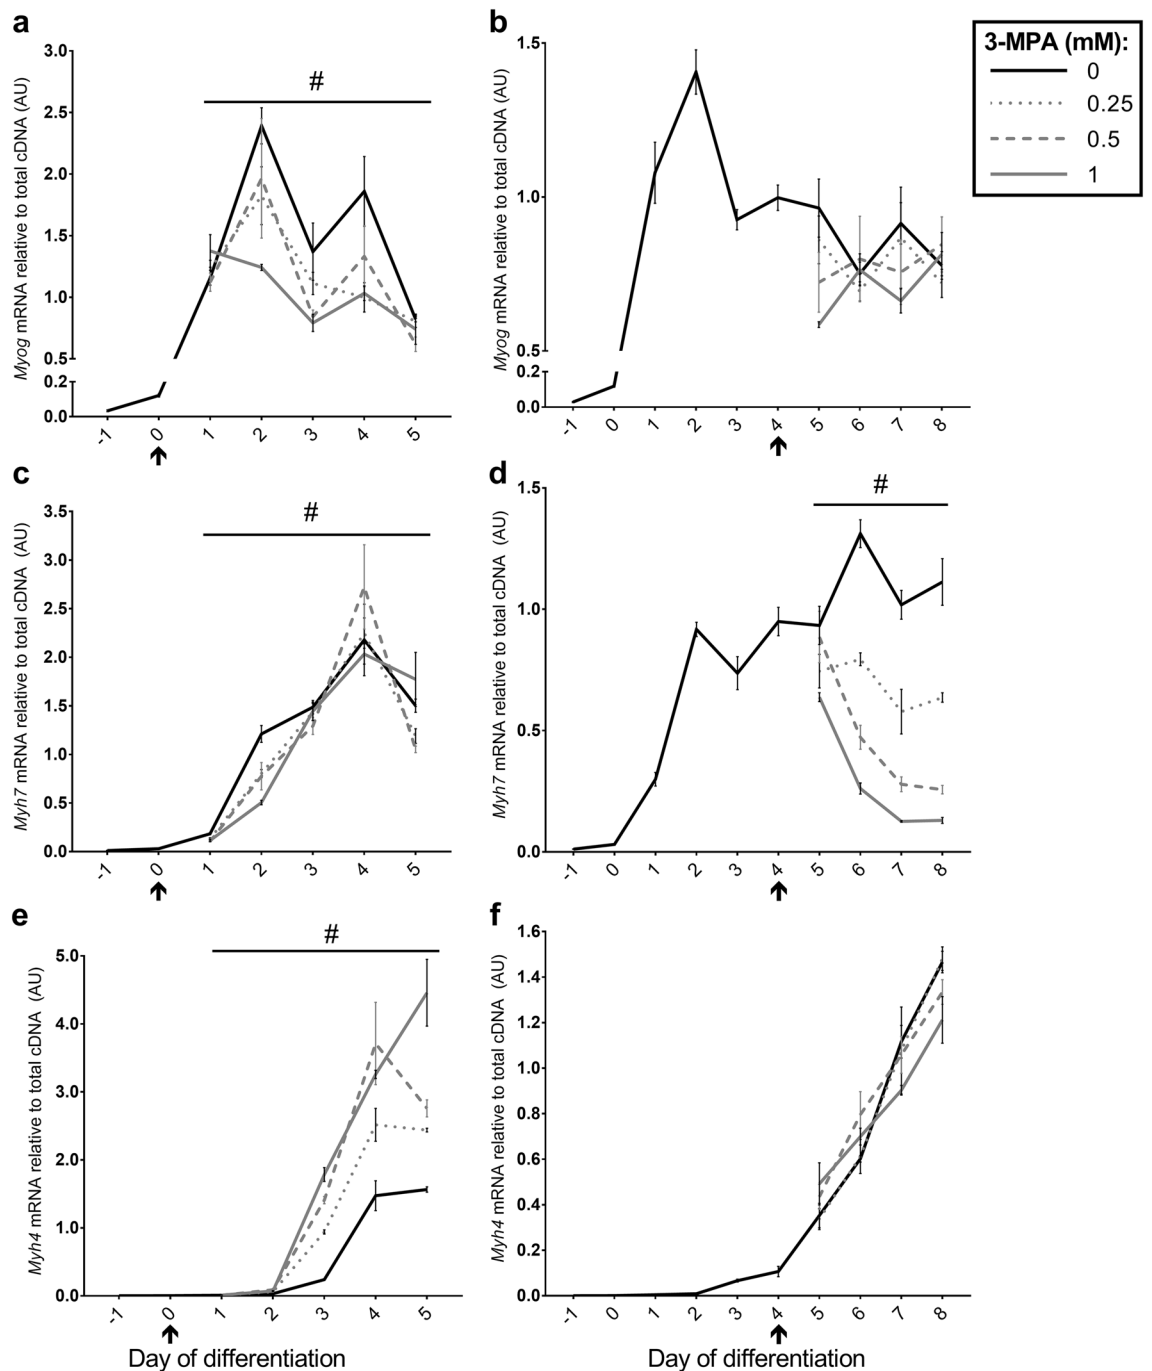 a
Myog mRNA relative to total cDNA (AU)
3.0
2.5
2.0
1.5
1.0
0.5
0.2
0.0
#
-1 0 1 2 3 4 5
b
Myog mRNA relative to total cDNA (AU)
1.5
1.0
0.5
0.2
0.0
-1 0 1 2 3 4 5 6 7 8
3-MPA (mM):
0
0.25
0.5
1
c
Myh7 mRNA relative to total cDNA (AU)
3.5
3.0
2.5
2.0
1.5
1.0
0.5
0.0
#
-1 0 1 2 3 4 5
d
Myh7 mRNA relative to total cDNA (AU)
1.5
1.0
0.5
0.0
#
-1 0 1 2 3 4 5 6 7 8
e
Myh4 mRNA relative to total cDNA (AU)
5.0
4.0
3.0
2.0
1.0
0.0
#
-1 0 1 2 3 4 5
Day of differentiation
f
Myh4 mRNA relative to total cDNA (AU)
1.6
1.4
1.2
1.0
0.8
0.6
0.4
0.2
0.0
-1 0 1 2 3 4 5 6 7 8
Day of differentiation